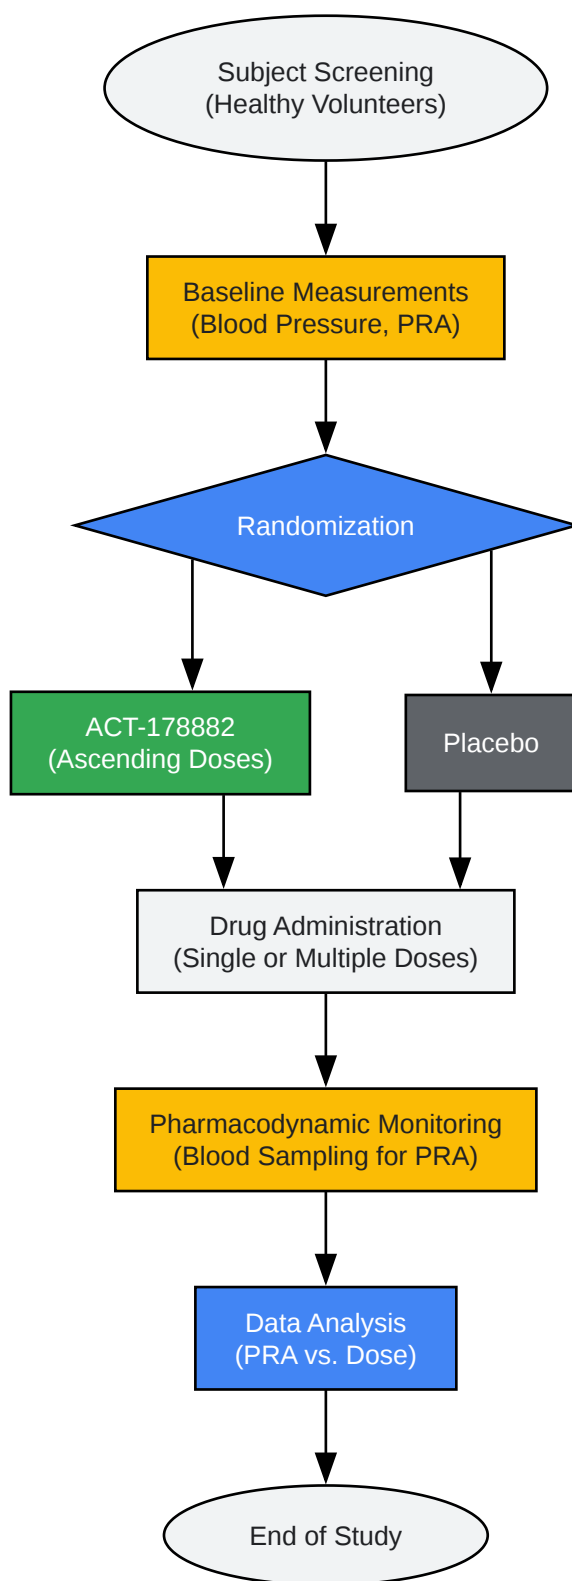 Subject Screening
(Healthy Volunteers)
Baseline Measurements
(Blood Pressure, PRA)
Randomization
ACT-178882
(Ascending Doses)
Placebo
Drug Administration
(Single or Multiple Doses)
Pharmacodynamic Monitoring
(Blood Sampling for PRA)
Data Analysis
(PRA vs. Dose)
End of Study